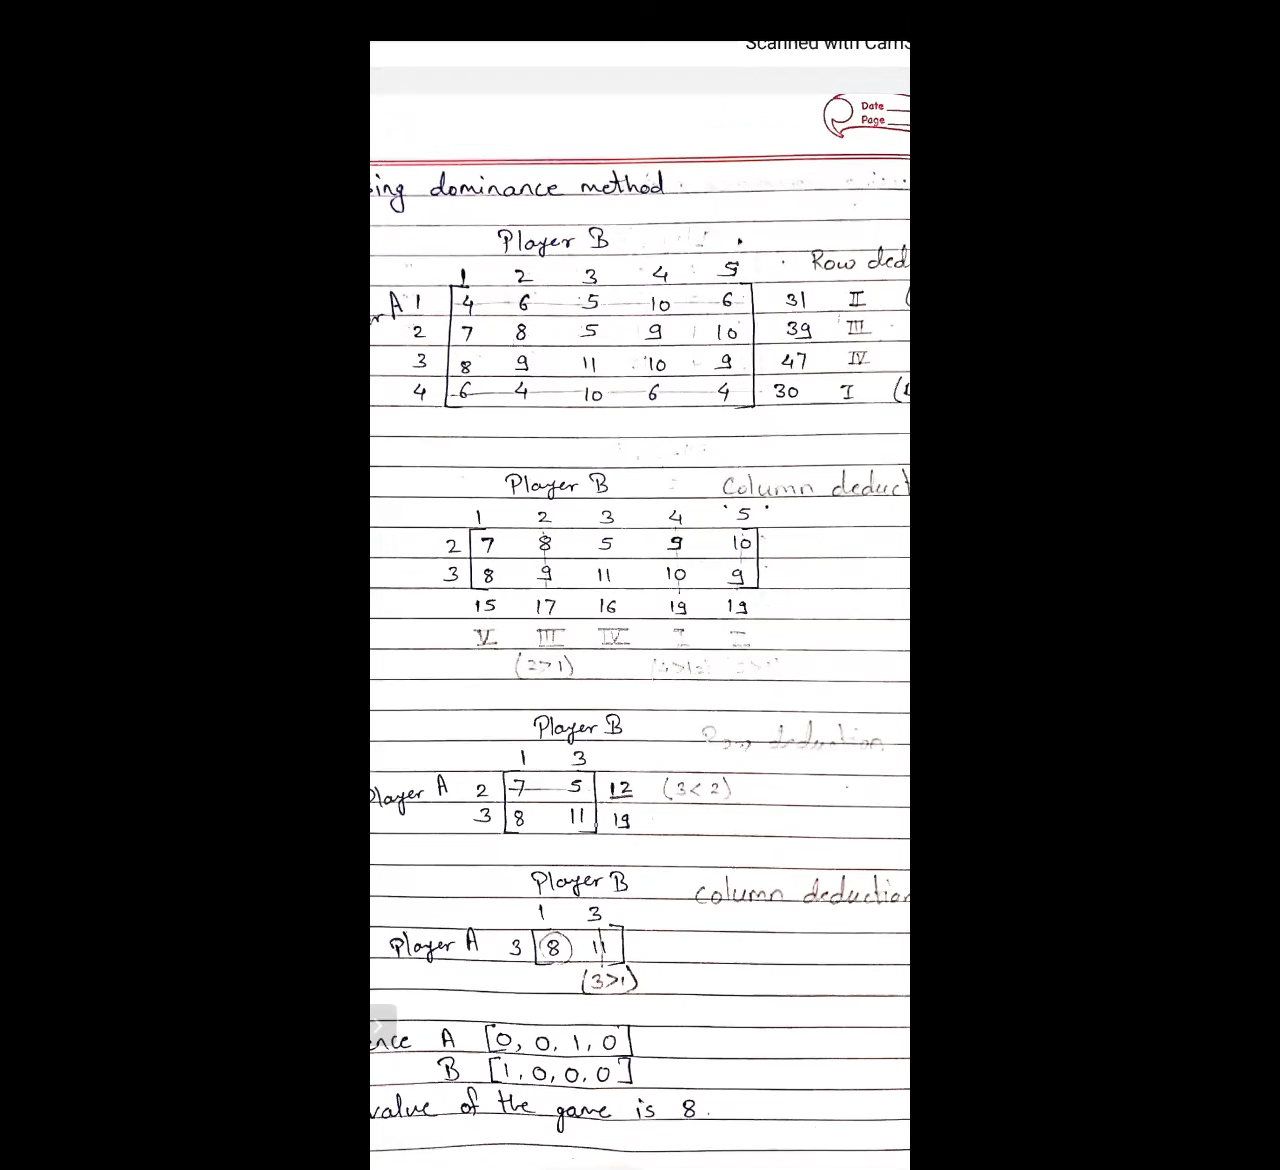 Scanned with Cams
Date
Page
ing dominance method
Player B
1 2 3 4 5 Row ded
A 1 4 6 5 10 6 31 II (
2 7 8 5 9 10 39 III
3 8 9 11 10 9 47 IV
4 6 4 10 6 4 30 I (
Player B Column deduct
1 2 3 4 5
2 7 8 5 9 10
3 8 9 11 10 9
15 17 16 19 19
V III IV I
(2>1)
Player B Row deduction
1 3
Player A 2 7 5 12 (3<2)
3 8 11 19
Player B Column deduction
1 3
Player A 3 8 11
(3>1)
ence A [0, 0, 1, 0]
B [1, 0, 0, 0]
value of the game is 8.